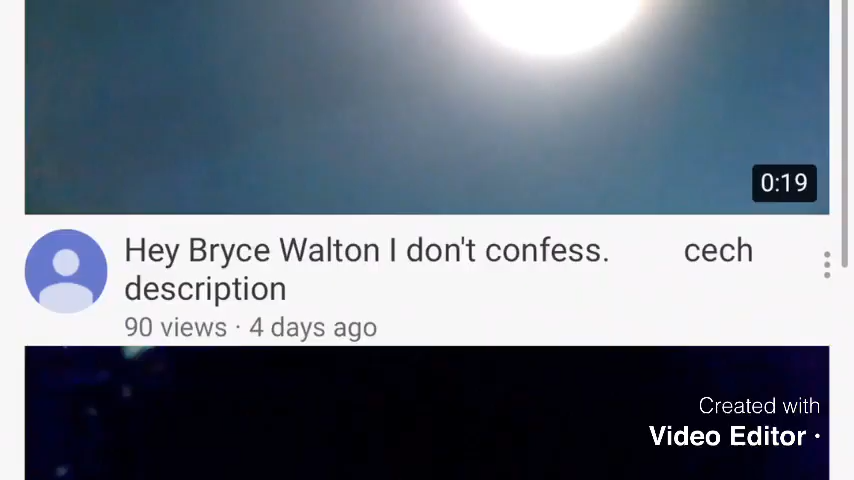 0:19
Hey Bryce Walton I don't confess. cech
description
90 views · 4 days ago
Created with
Video Editor ·